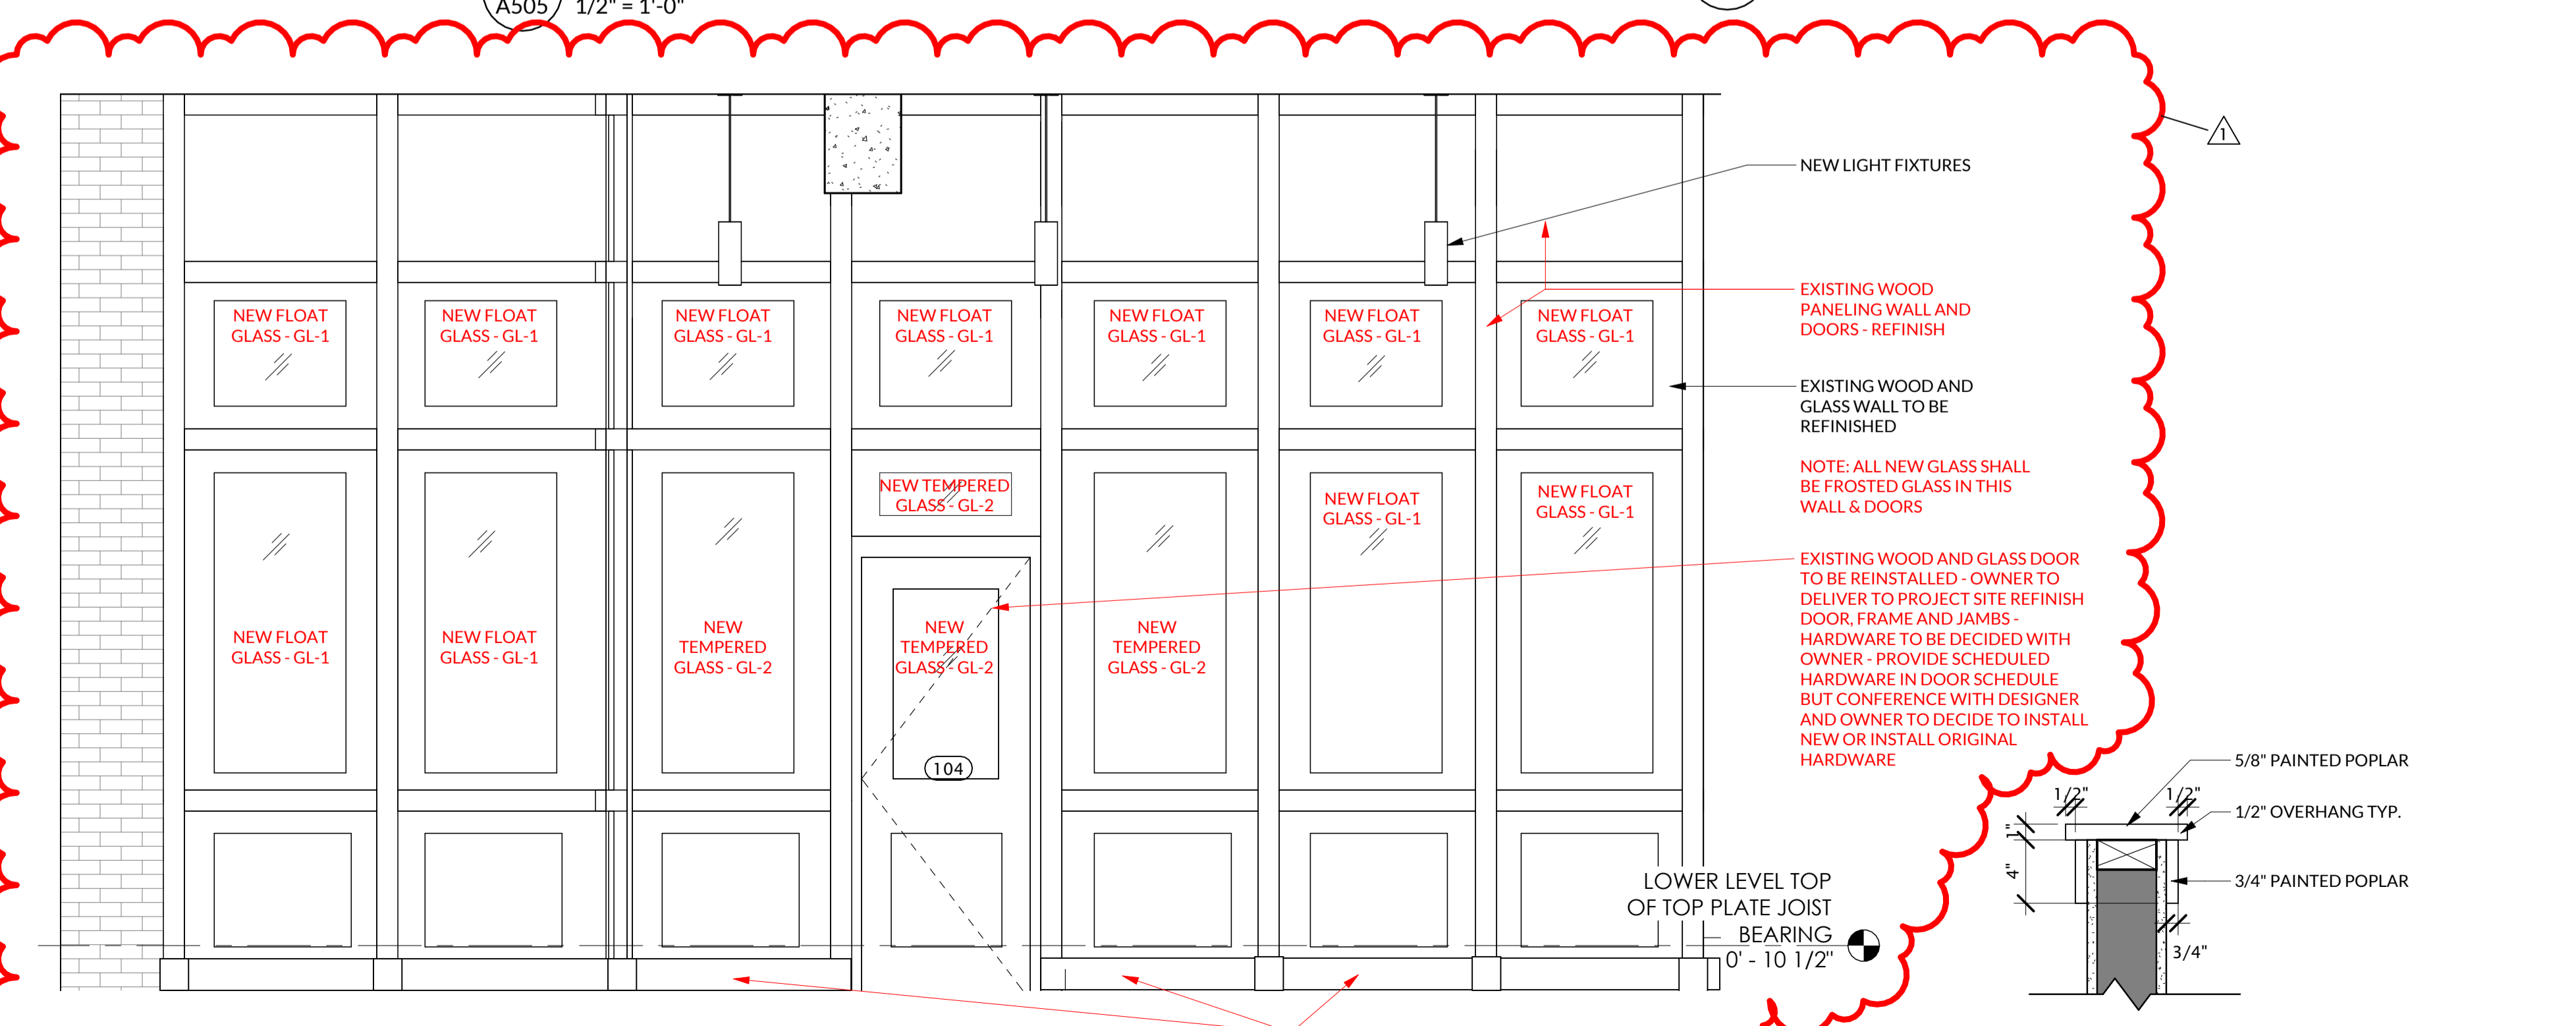 A505 1/2" = 1'-0"
1
NEW LIGHT FIXTURES
EXISTING WOOD
PANELING WALL AND
DOORS - REFINISH
NEW FLOAT
GLASS - GL-1
NEW FLOAT
GLASS - GL-1
NEW FLOAT
GLASS - GL-1
NEW FLOAT
GLASS - GL-1
NEW FLOAT
GLASS - GL-1
NEW FLOAT
GLASS - GL-1
NEW FLOAT
GLASS - GL-1
EXISTING WOOD AND
GLASS WALL TO BE
REFINISHED
NOTE: ALL NEW GLASS SHALL
BE FROSTED GLASS IN THIS
WALL & DOORS
NEW TEMPERED
GLASS - GL-2
NEW FLOAT
GLASS - GL-1
NEW FLOAT
GLASS - GL-1
EXISTING WOOD AND GLASS DOOR
TO BE REINSTALLED - OWNER TO
DELIVER TO PROJECT SITE REFINISH
DOOR, FRAME AND JAMBS -
HARDWARE TO BE DECIDED WITH
OWNER - PROVIDE SCHEDULED
HARDWARE IN DOOR SCHEDULE
BUT CONFERENCE WITH DESIGNER
AND OWNER TO DECIDE TO INSTALL
NEW OR INSTALL ORIGINAL
HARDWARE
NEW FLOAT
GLASS - GL-1
NEW FLOAT
GLASS - GL-1
NEW
TEMPERED
GLASS - GL-2
NEW
TEMPERED
GLASS - GL-2
NEW
TEMPERED
GLASS - GL-2
104
5/8" PAINTED POPLAR
1/2" 1/2"
1/2" OVERHANG TYP.
1"
4"
3/4" PAINTED POPLAR
3/4"
LOWER LEVEL TOP
OF TOP PLATE JOIST
BEARING
0' - 10 1/2"